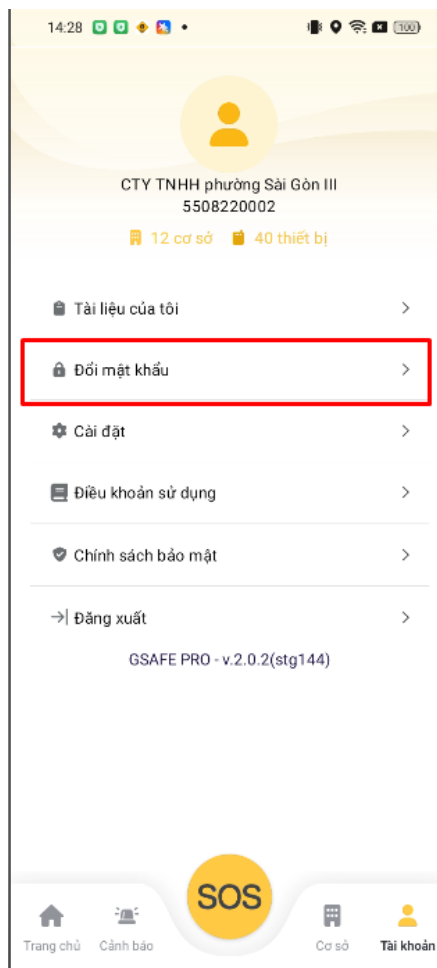 14:28
100
CTY TNHH phường Sài Gòn III
5508220002
12 cơ sở 40 thiết bị
Tài liệu của tôi
Đổi mật khẩu
Cài đặt
Điều khoản sử dụng
Chính sách bảo mật
Đăng xuất
GSAFE PRO - v.2.0.2(stg144)
SOS
Trang chủ Cảnh báo Cơ sở Tài khoản